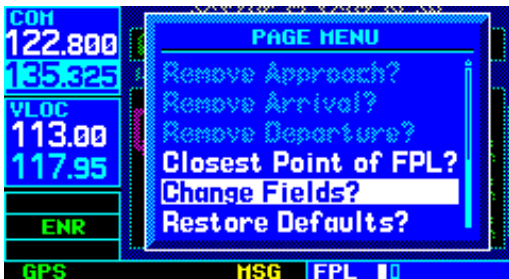 COM
122.800
135.325
VLOC
113.00
117.95
ENR
GPS
PAGE MENU
Remove Approach?
Remove Arrival?
Remove Departure?
Closest Point of FPL?
Change Fields?
Restore Defaults?
MSG
FPL